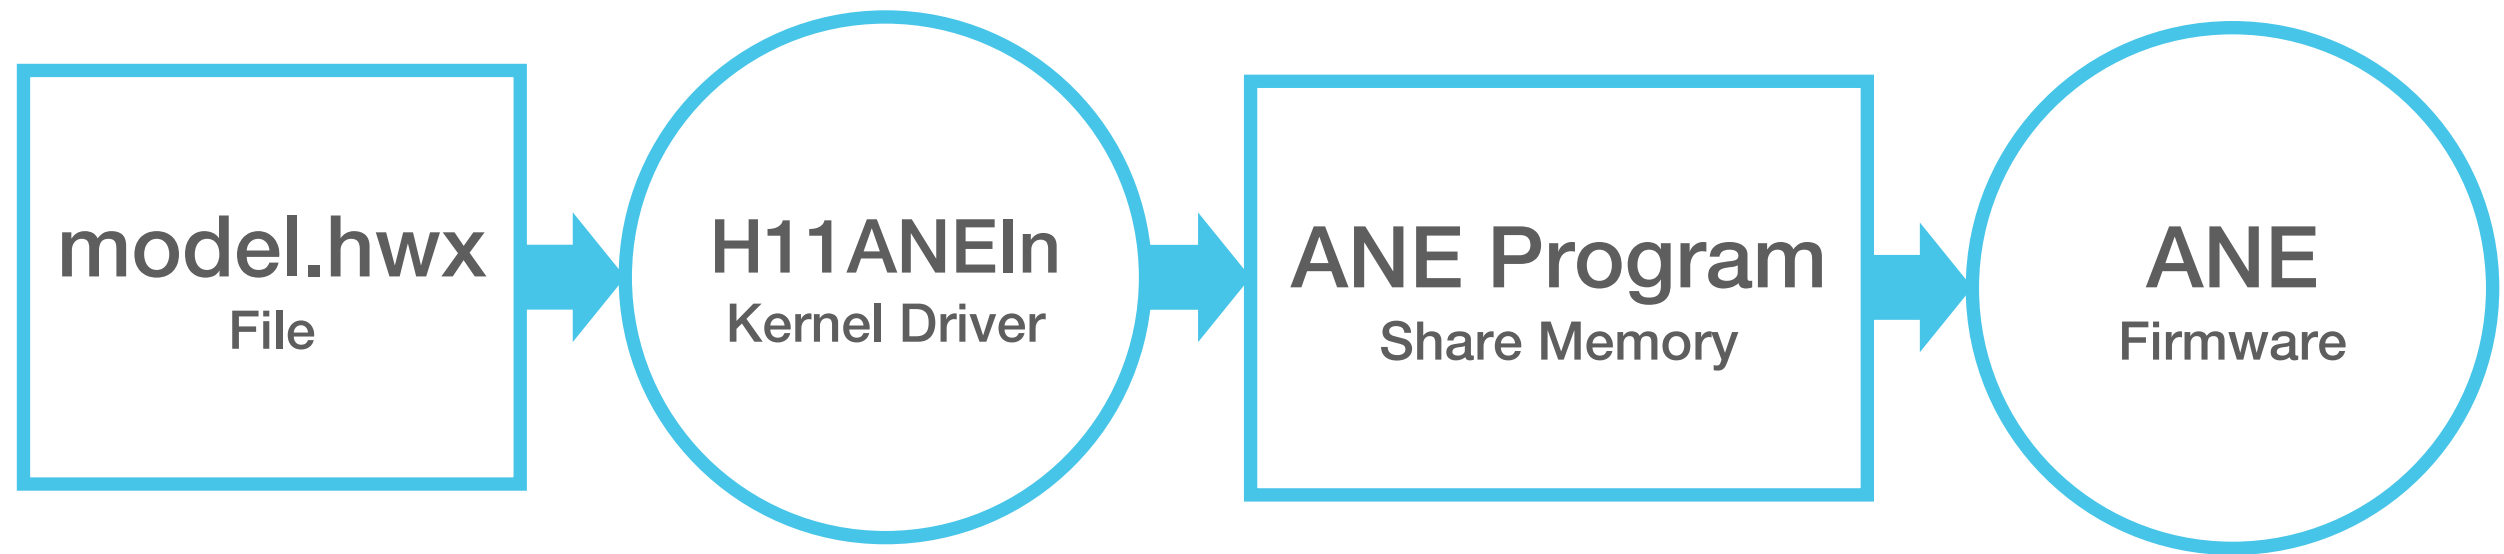 model.hwx
File
H11ANEIn
Kernel Driver
ANE Program
Share Memory
ANE
Firmware